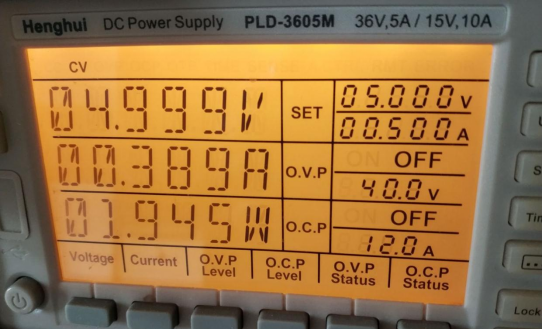 Henghui DC Power Supply PLD-3605M 36V,5A / 15V,10A
CV
04.999V SET 05.000V
00.500A
00.389A O.V.P OFF
40.0V
01.945W O.C.P OFF
12.0A
Voltage Current O.V.P Level O.C.P Level O.V.P Status O.C.P Status
Lock